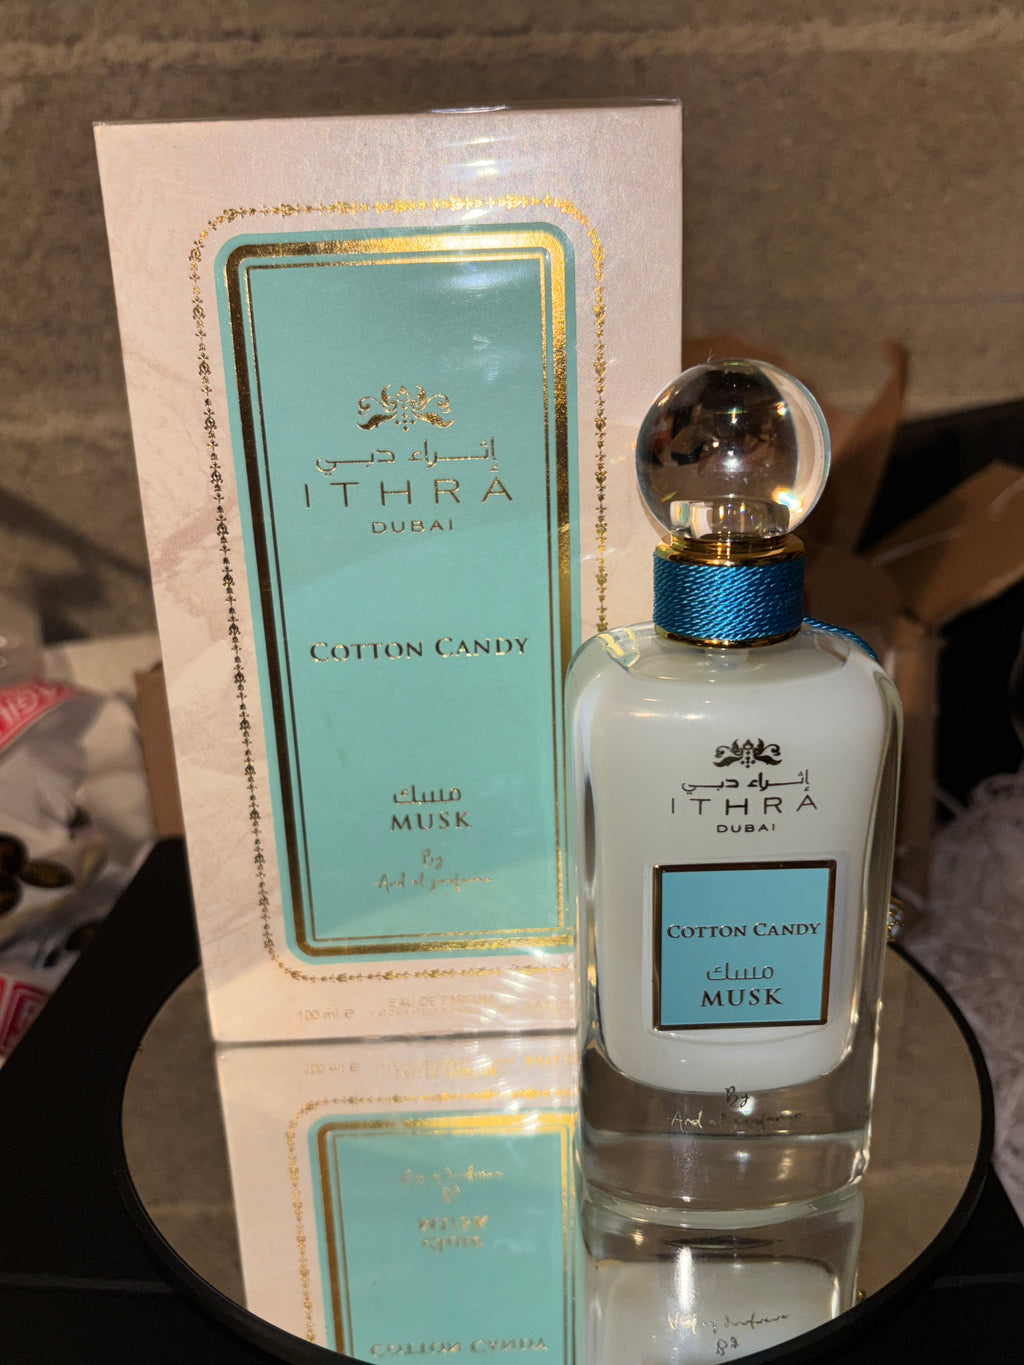 إثراء دبي
ITHRA
DUBAI
COTTON CANDY
مسك
MUSK
By
EAU DE PARFUM
100 ml. e
إثراء دبي
ITHRA
DUBAI
COTTON CANDY
مسك
MUSK
By